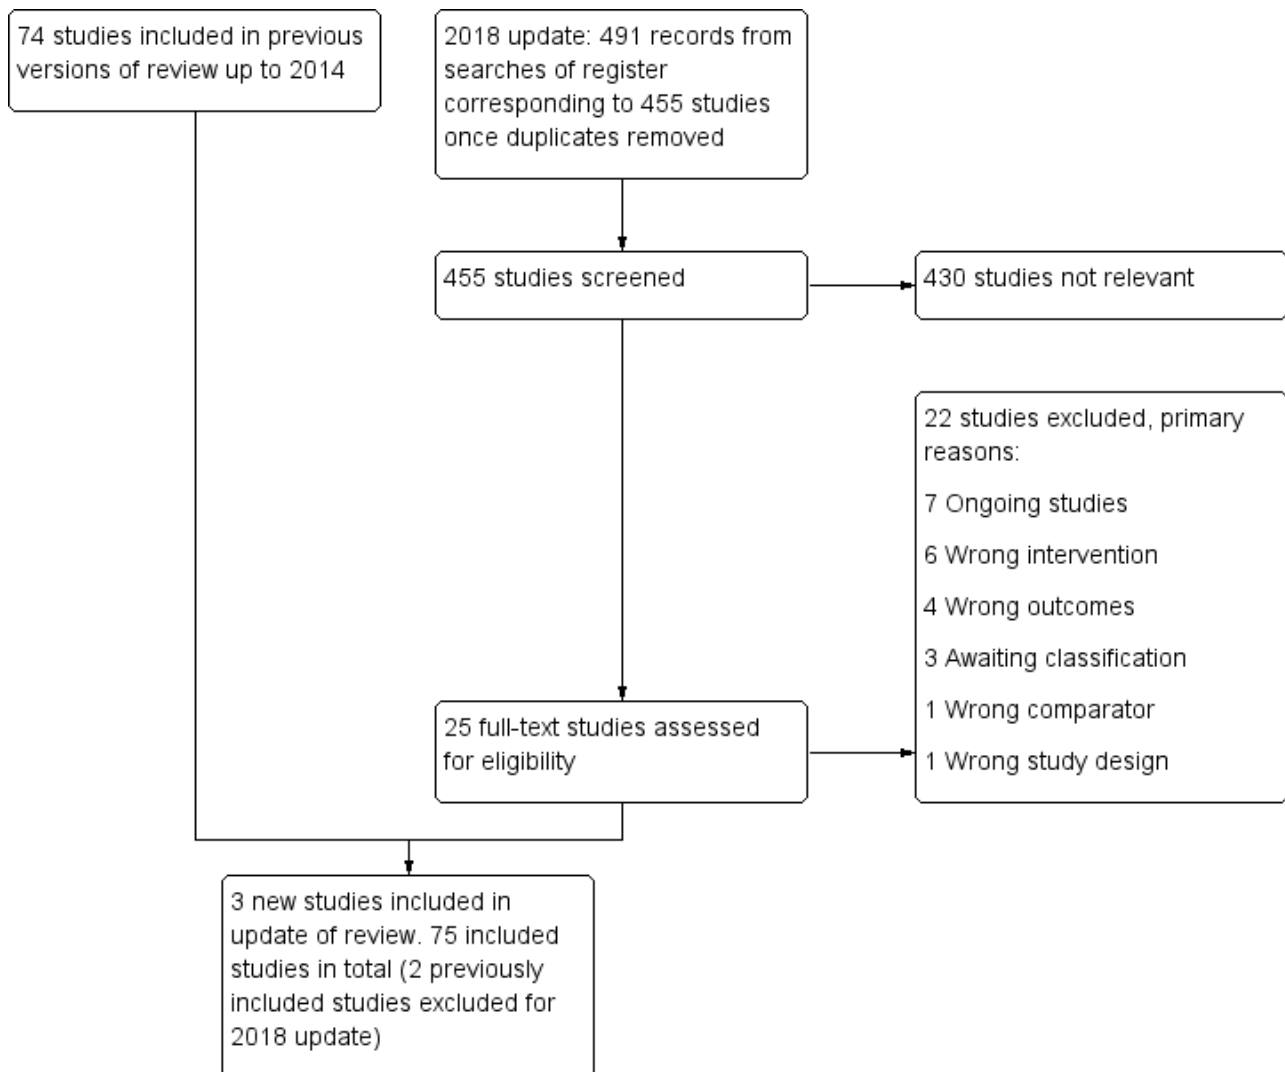 74 studies included in previous
versions of review up to 2014
2018 update: 491 records from
searches of register
corresponding to 455 studies
once duplicates removed
455 studies screened
430 studies not relevant
22 studies excluded, primary
reasons:
7 Ongoing studies
6 Wrong intervention
4 Wrong outcomes
3 Awaiting classification
1 Wrong comparator
1 Wrong study design
25 full-text studies assessed
for eligibility
3 new studies included in
update of review. 75 included
studies in total (2 previously
included studies excluded for
2018 update)